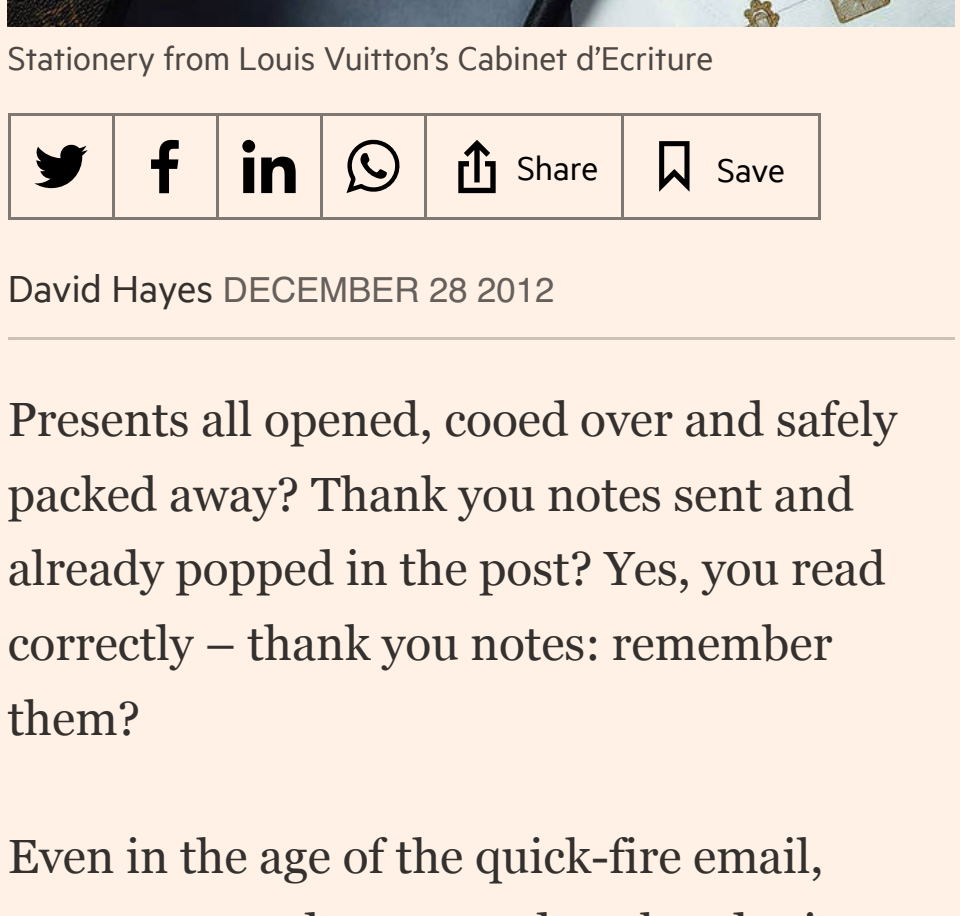 Stationery from Louis Vuitton’s Cabinet d’Ecriture
Share
Save
David Hayes DECEMBER 28 2012
Presents all opened, cooed over and safely
packed away? Thank you notes sent and
already popped in the post? Yes, you read
correctly – thank you notes: remember
them?
Even in the age of the quick-fire email,